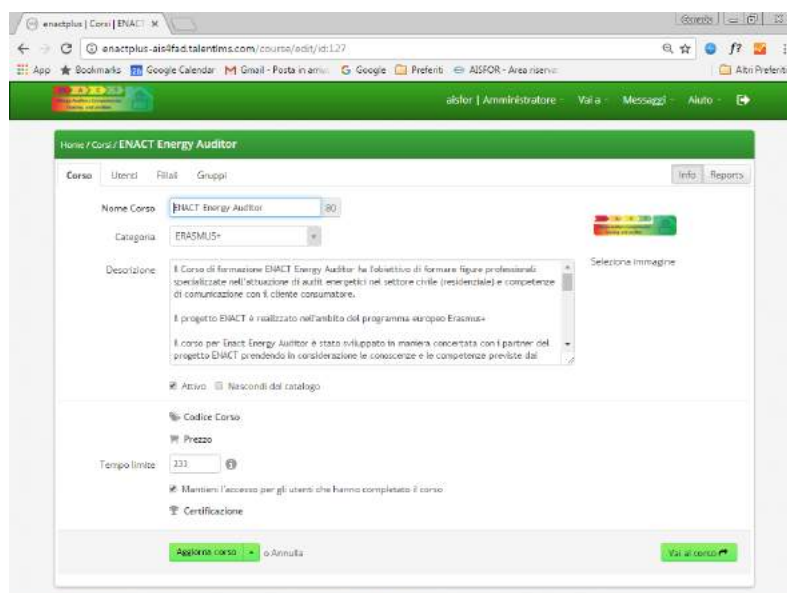 enactplus | Corsi | ENACT
enactplus-ais4fad.talentlms.com/course/edit/id:127
App Bookmarks Google Calendar Gmail - Posta in arrivo Google Preferiti AISFOR - Area riserva Altri Preferiti
aisfor | Amministratore Vai a Messaggi Aiuto
Home / Corsi / ENACT Energy Auditor
Corso Utenti Filiali Gruppi Info Reports
Nome Corso ENACT Energy Auditor 80
Categoria ERASMUS+
Descrizione Il Corso di formazione ENACT Energy Auditor ha l'obiettivo di formare figure professionali
specializzate nell'attuazione di audit energetici nel settore civile (residenziale) e competenze
di comunicazione con il cliente consumatore.
Il progetto ENACT è realizzato nell'ambito del programma europeo Erasmus+
Il corso per Enact Energy Auditor è stato sviluppato in maniera concertata con i partner del
progetto ENACT prendendo in considerazione le conoscenze e le competenze previste dal
Seleziona immagine
Attivo Nascondi dal catalogo
Codice Corso
Prezzo
Tempo limite
Mantieni l'accesso per gli utenti che hanno completato il corso
Certificazione
Aggiorna corso o Annulla Vai al corso